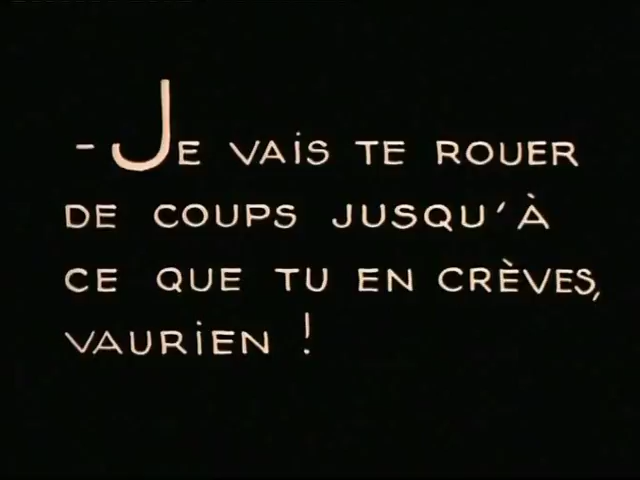 - JE VAIS TE ROUER
DE COUPS JUSQU'À
CE QUE TU EN CRÈVES,
VAURIEN !